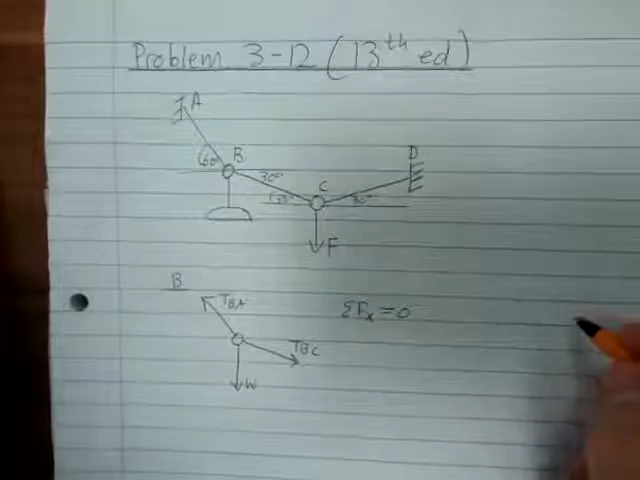 Problem 3-12 (13th ed)
A
60° B
30°
D
C
30°
30°
F
B
TBA
ΣFx = 0
TBC
W